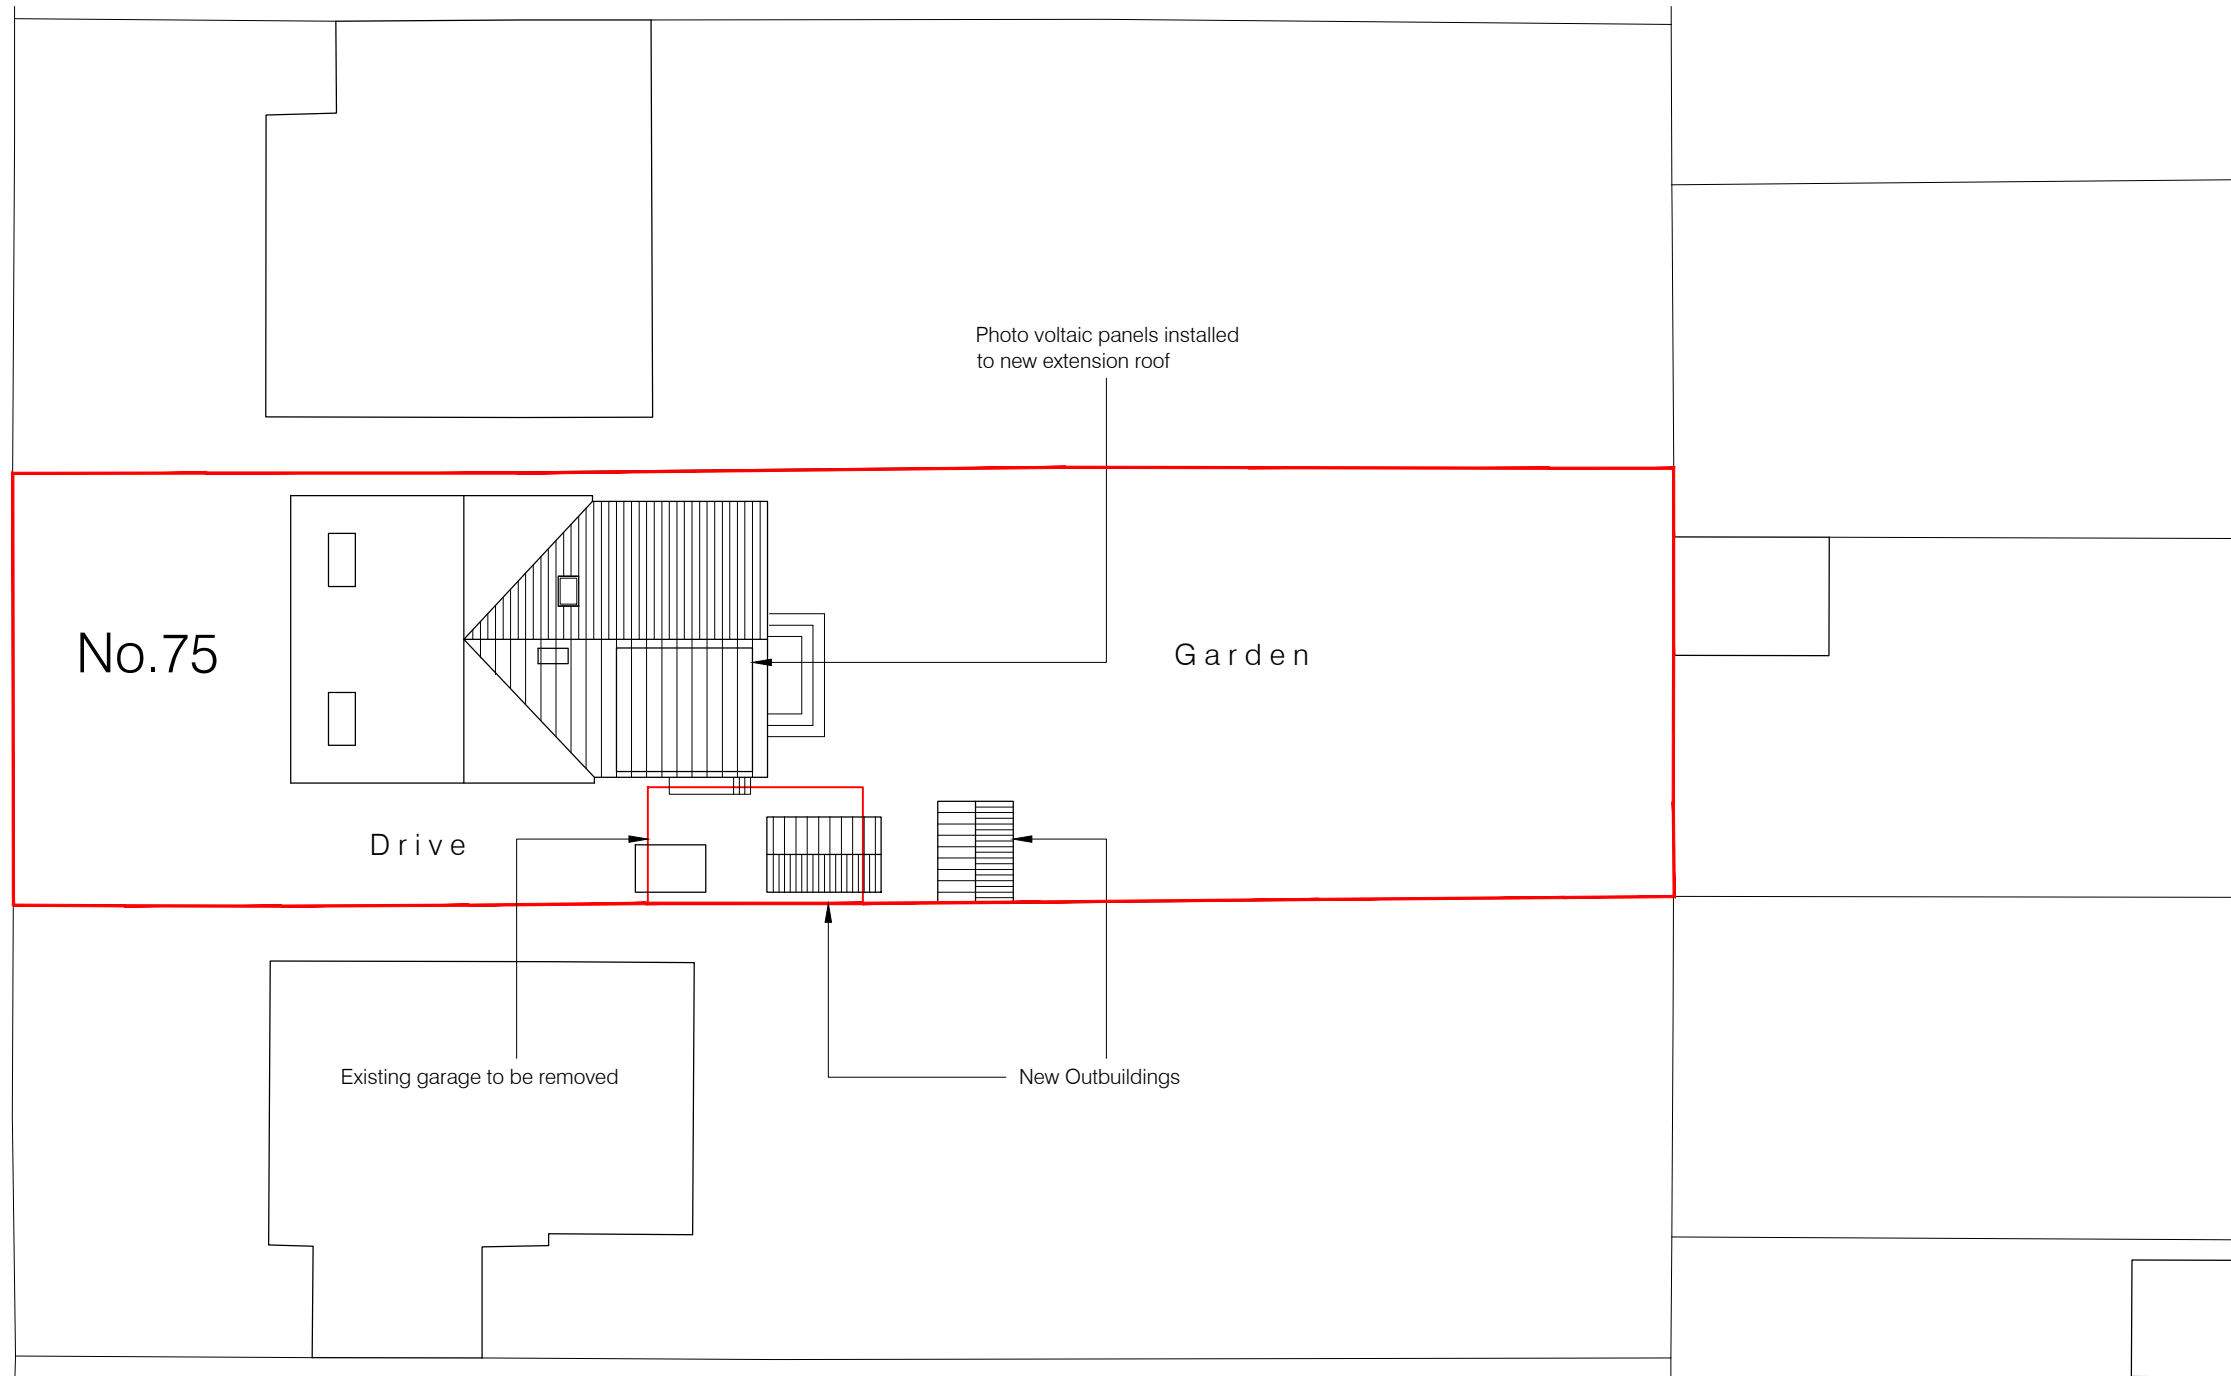 Photo voltaic panels installed
to new extension roof
No.75
Garden
Drive
Existing garage to be removed
New Outbuildings